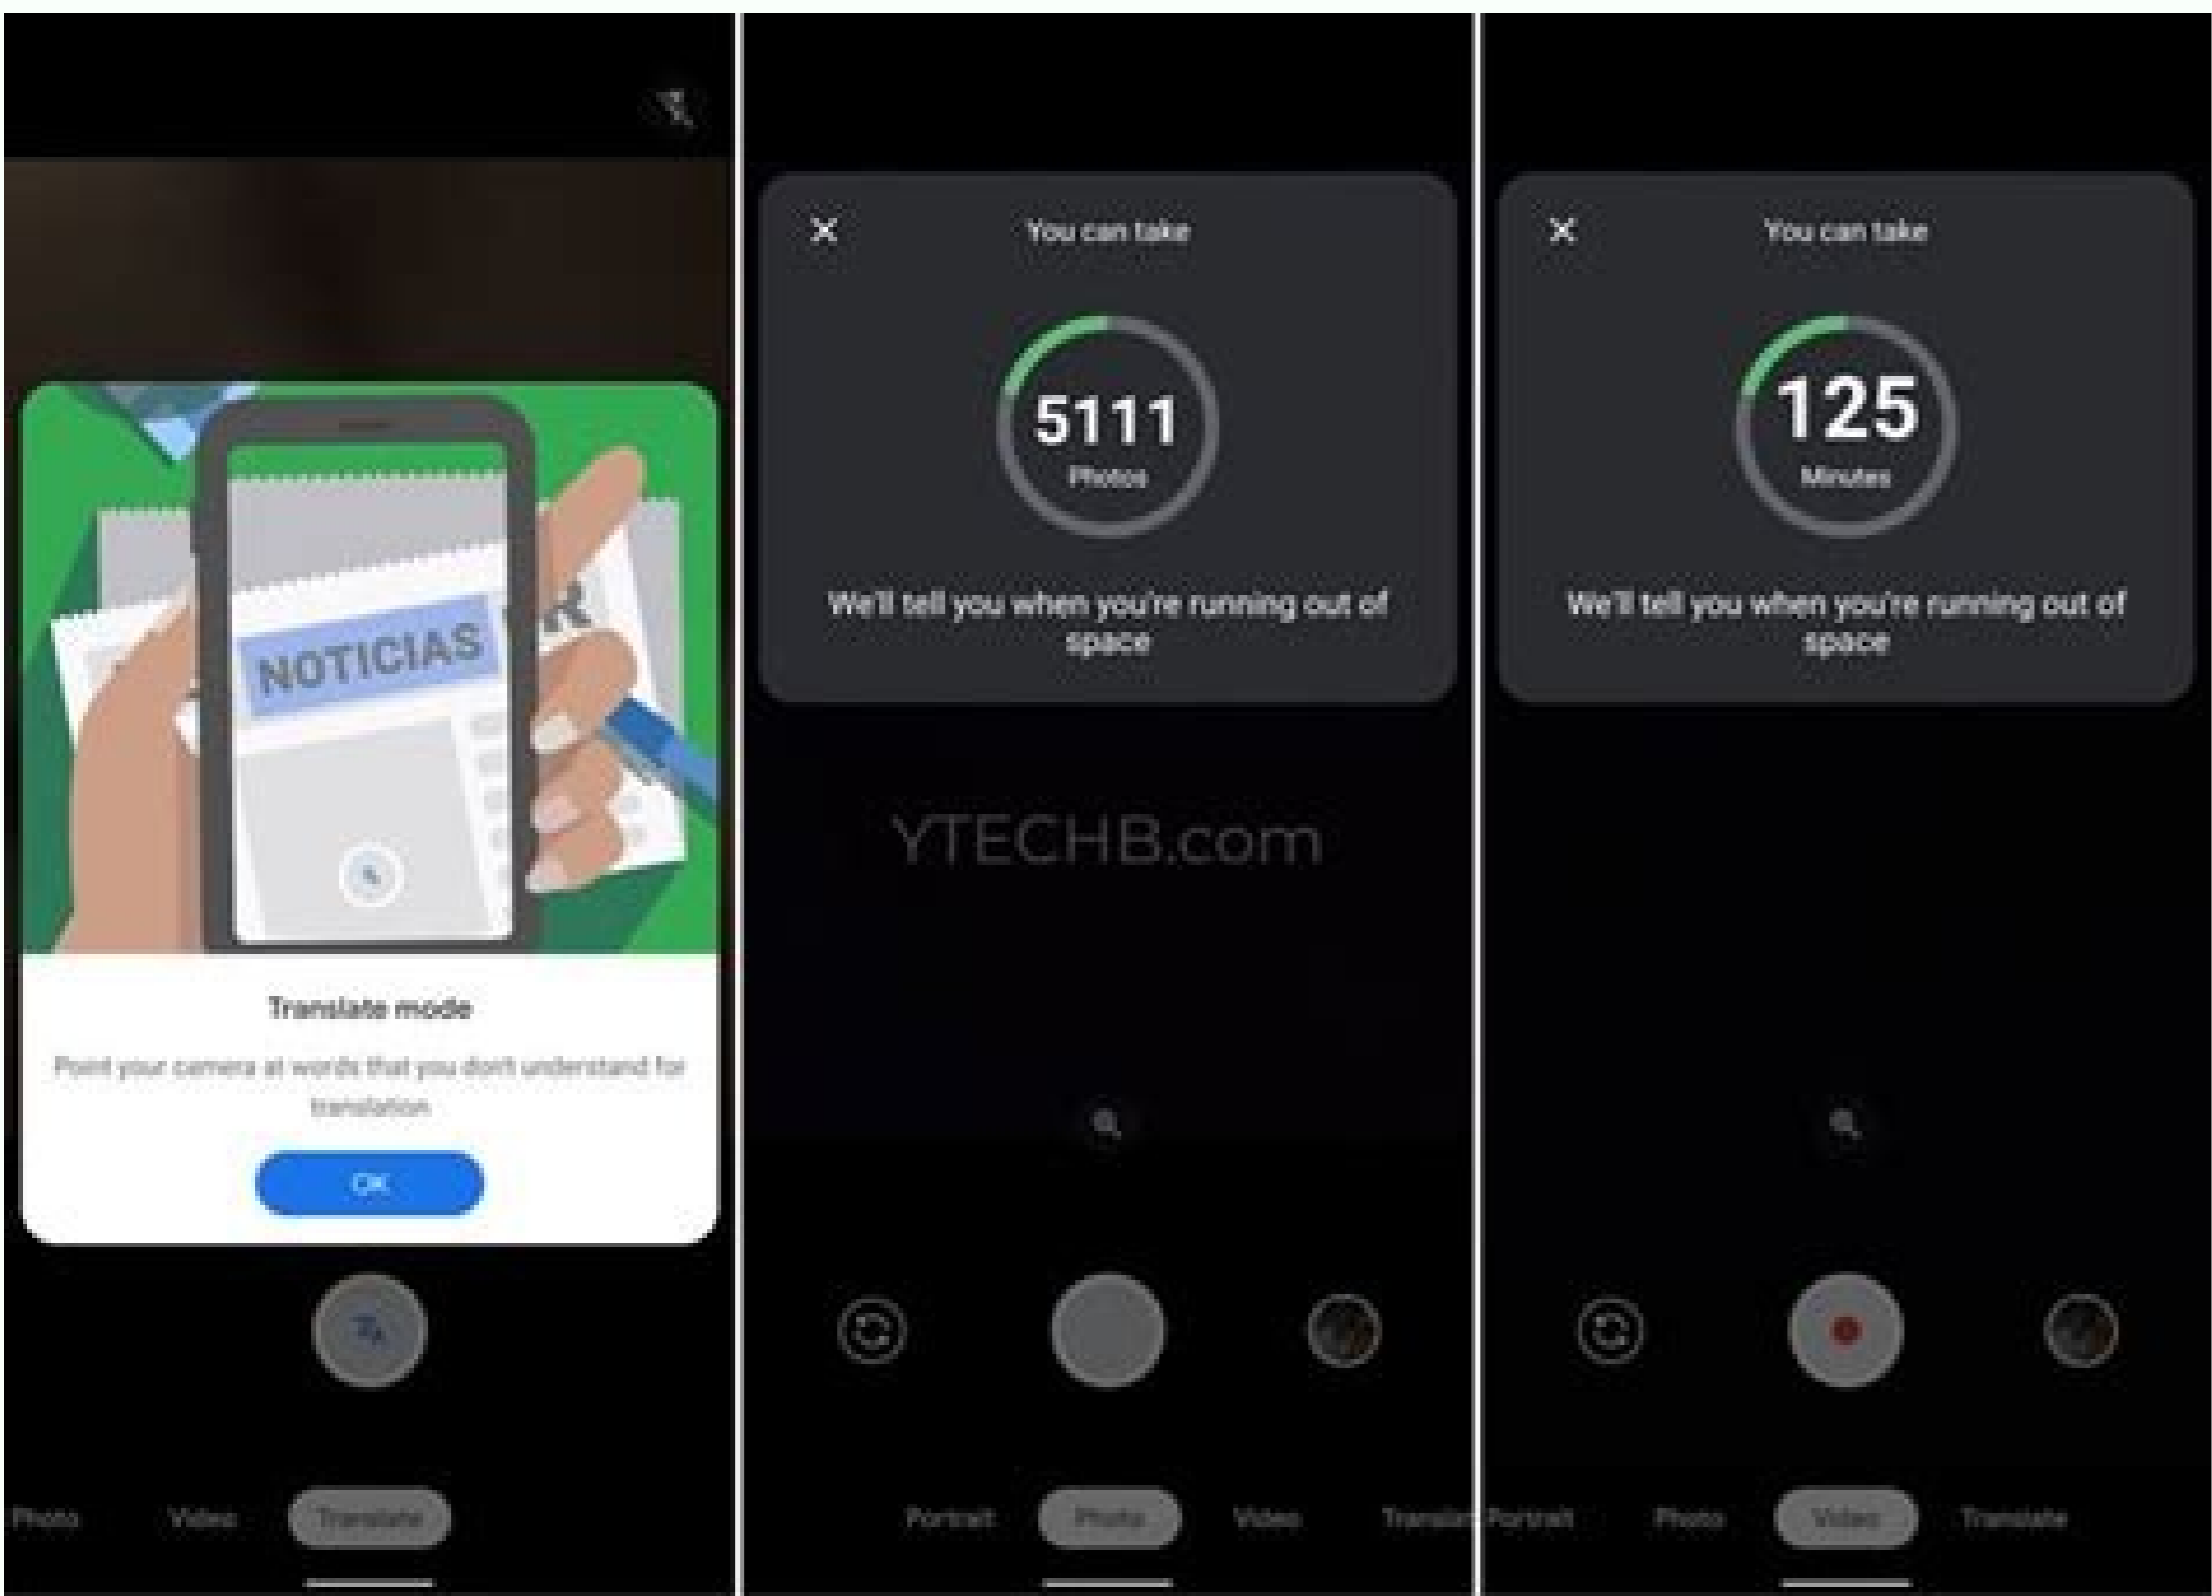 NOTICIAS
Translate mode
Point your camera at words that you don't understand for
translation
OK
Photo
Video
Translate
You can take
5111
Photos
We'll tell you when you're running out of
space
YTECHB.com
Portrait
Photo
Video
You can take
125
Minutes
We'll tell you when you're running out of
space
Portrait
Photo
Video
Translate